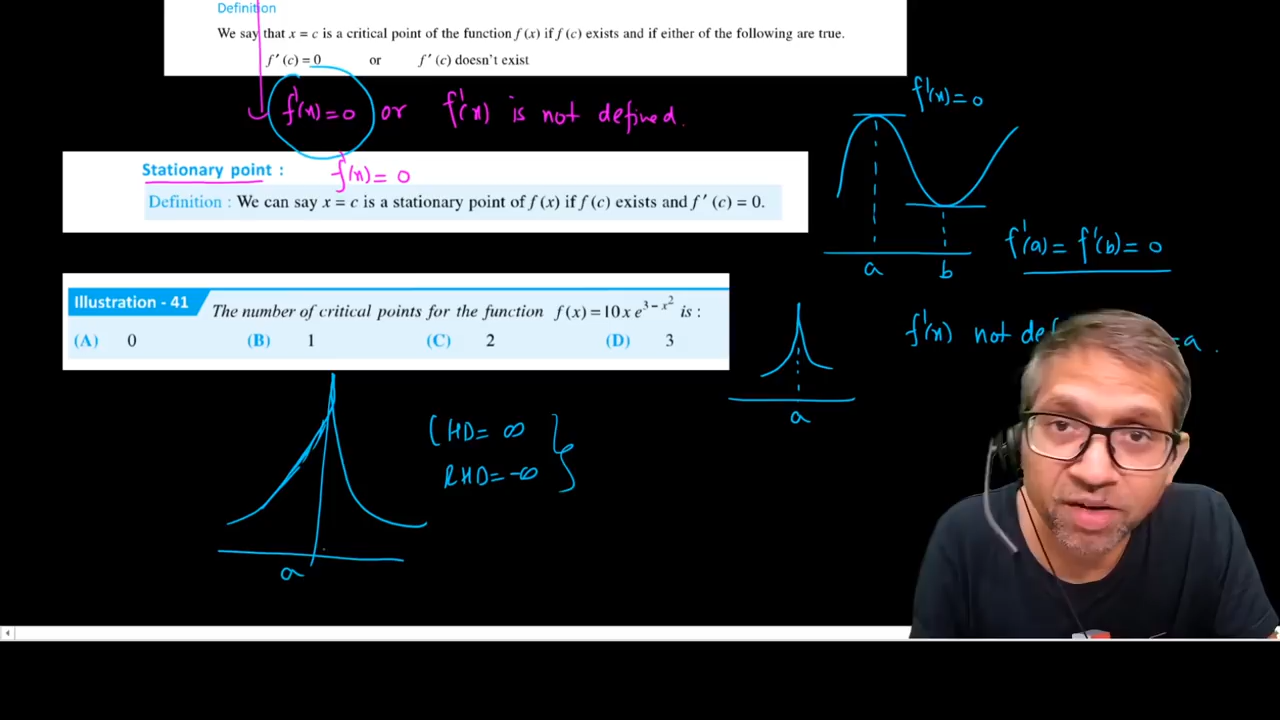 Definition
We say that x = c is a critical point of the function f (x) if f (c) exists and if either of the following are true.
f ′ (c) = 0 or f ′ (c) doesn't exist
f'(x) = 0 or f'(x) is not defined.
f'(x) = 0
Stationary point :
f'(x) = 0
Definition : We can say x = c is a stationary point of f (x) if f (c) exists and f ′ (c) = 0.
a b
f'(a) = f'(b) = 0
Illustration - 41 The number of critical points for the function f (x) = 10 x e^{3 – x^2} is :
(A) 0 (B) 1 (C) 2 (D) 3
f'(x) not a .
a
LHD = ∞
RHD = -∞
a